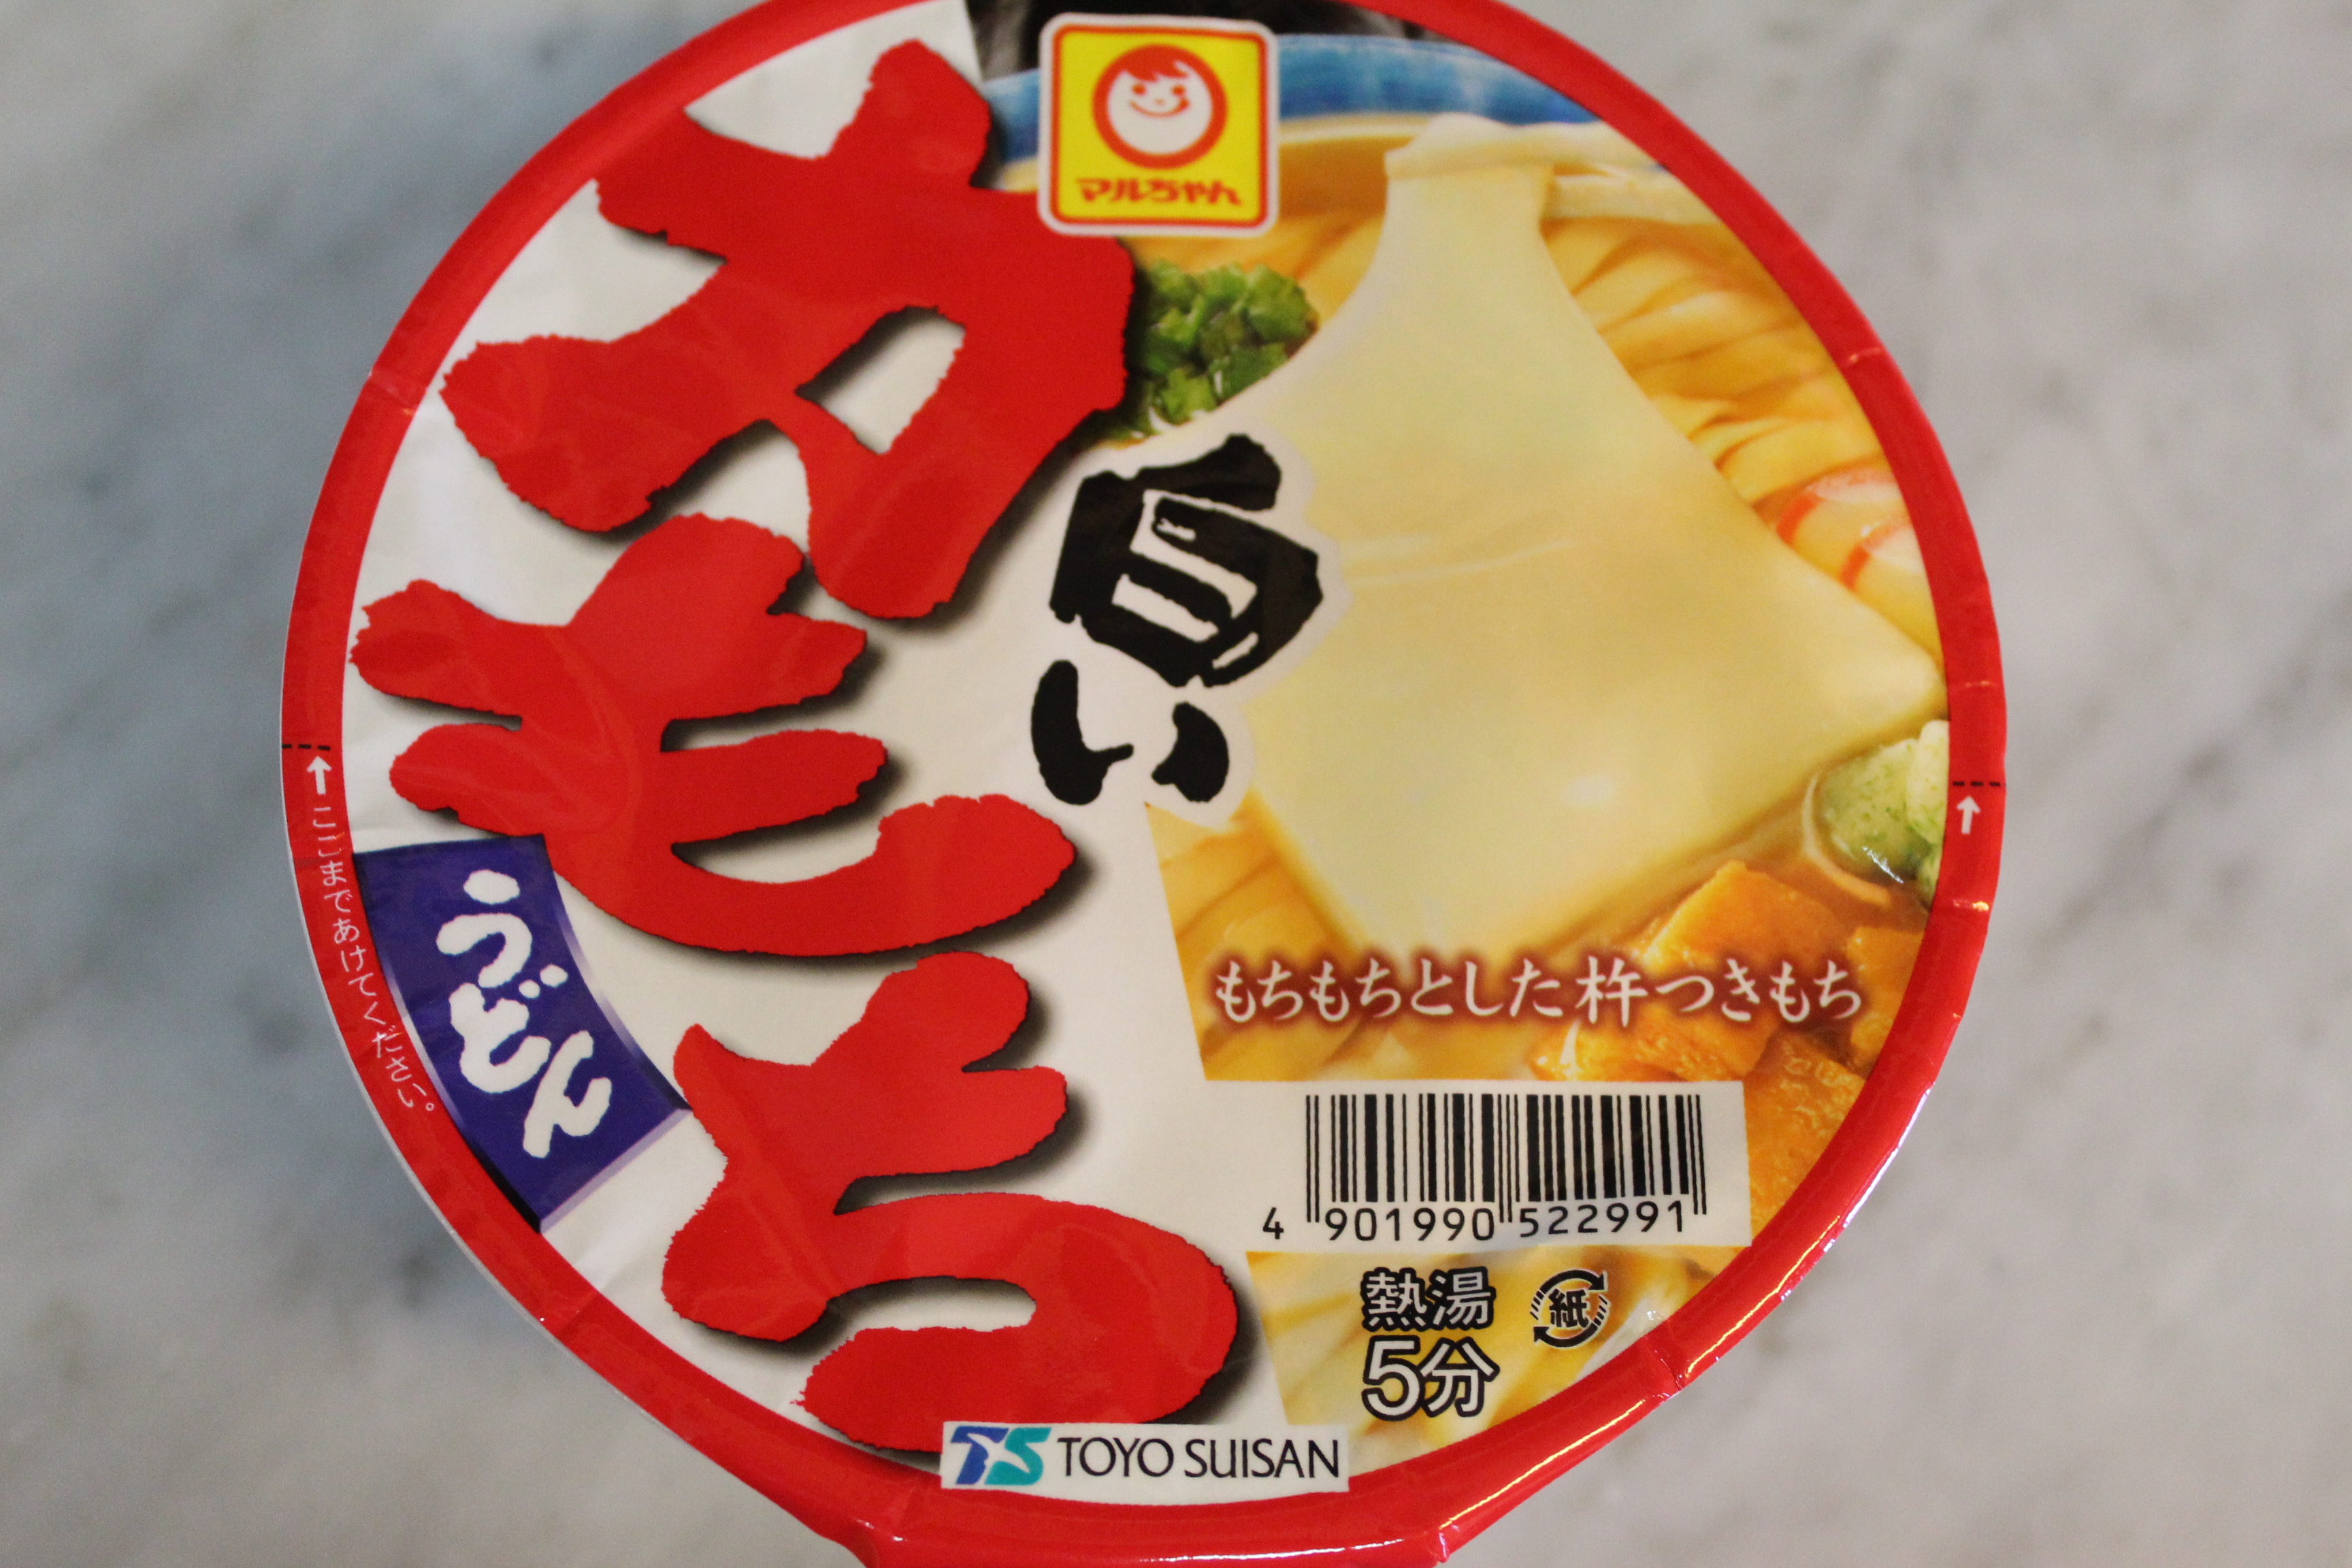 マルちゃん
白い
力もち
うどん
ここまであけてください。
もちもちとした杵つきもち
4 901990 522991
熱湯
5分
紙
TS TOYO SUISAN